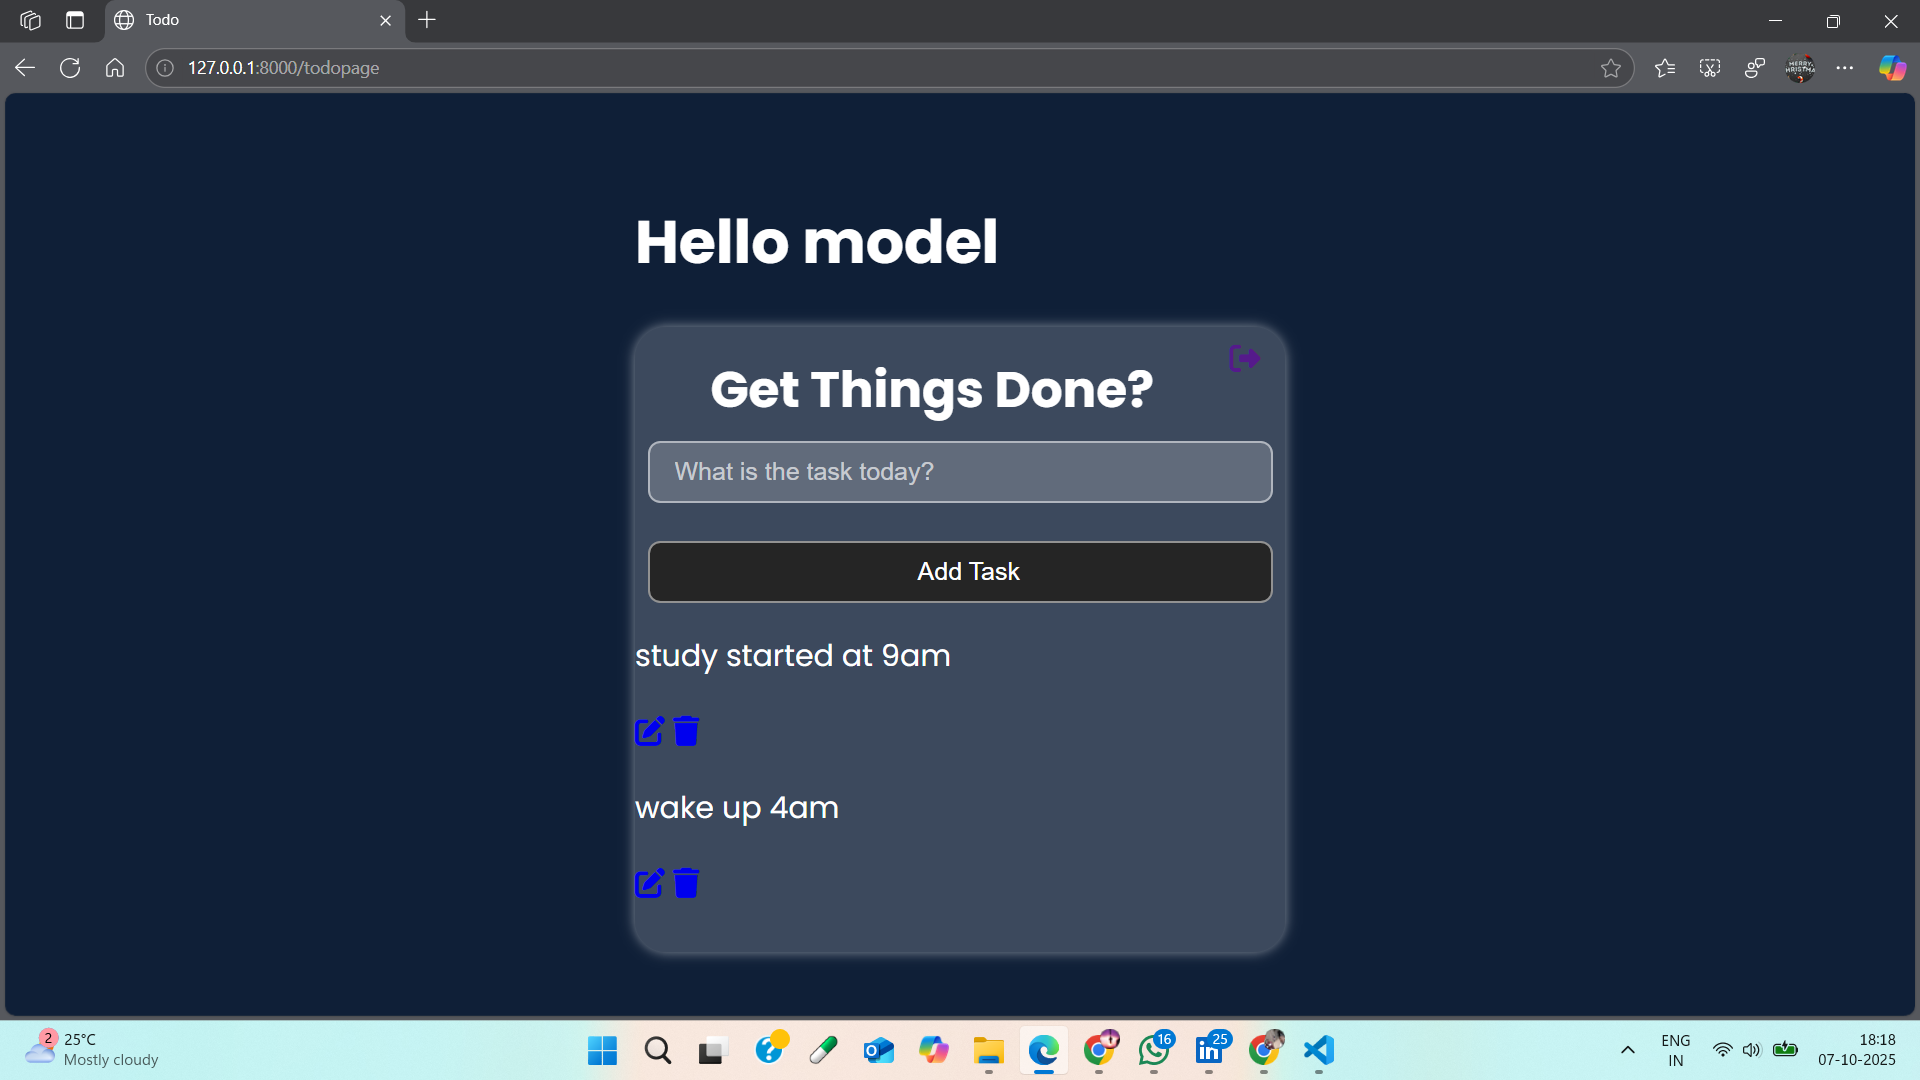 Todo
127.0.0.1:8000/todopage
Hello model
Get Things Done?
What is the task today?
Add Task
study started at 9am
wake up 4am
2
25°C
Mostly cloudy
16
25
ENG
IN
18:18
07-10-2025